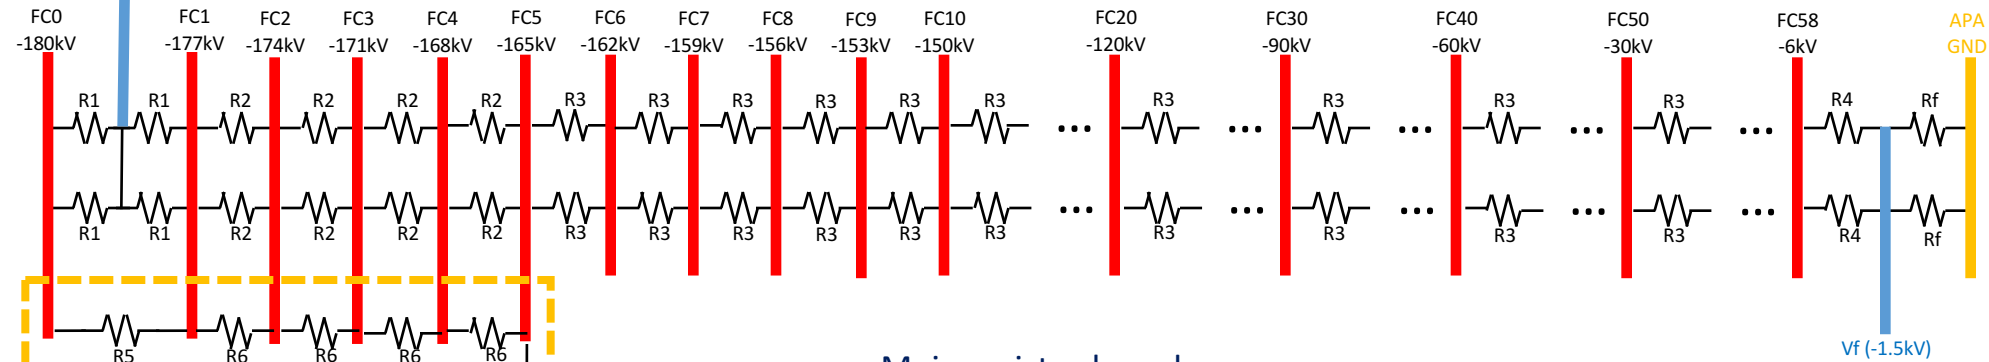 FC0 FC1 FC2 FC3 FC4 FC5 FC6 FC7 FC8 FC9 FC10 FC20 FC30 FC40 FC50 FC58 APA
-180kV -177kV -174kV -171kV -168kV -165kV -162kV -159kV -156kV -153kV -150kV -120kV -90kV -60kV -30kV -6kV GND
R1 R1 R2 R2 R2 R2 R3 R3 R3 R3 R3 R3 R3 R3 R3 R3 R4 Rf
R1 R1 R2 R2 R2 R2 R3 R3 R3 R3 R3 R3 R3 R3 R3 R3 R4 Rf
R5 R6 R6 R6 R6
Vf (-1.5kV)